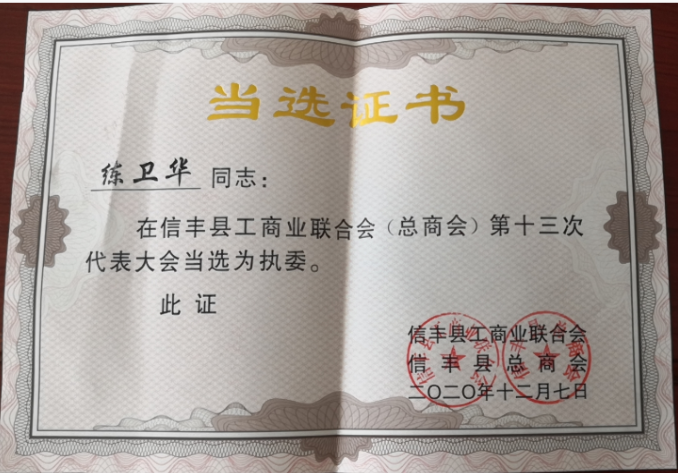 当选证书
练卫华 同志：
在信丰县工商业联合会（总商会）第十三次
代表大会当选为执委。
此证
信丰县工商业联合会
信丰县总商会
二〇二〇年十二月七日